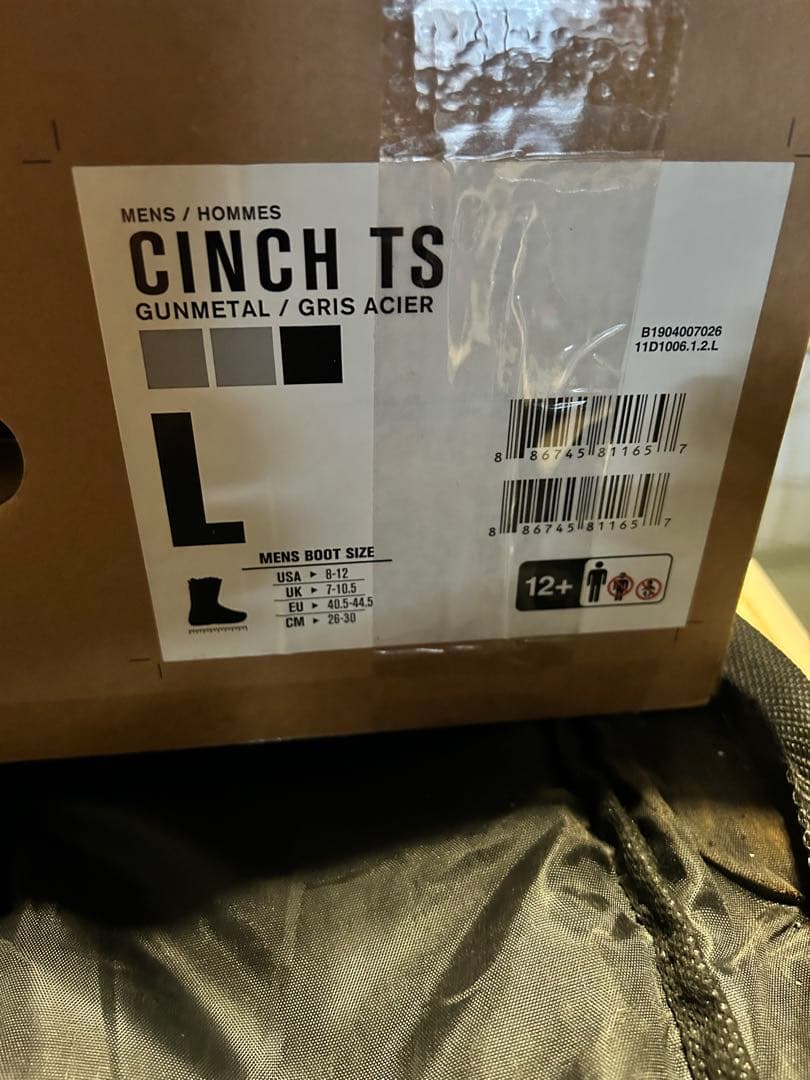 MENS / HOMMES
CINCH TS
GUNMETAL / GRIS ACIER
B1904007026
11D1006.1.2.L
L
8 86745 81165 7
8 86745 81165 7
MENS BOOT SIZE
USA ▸ 8-12
UK ▸ 7-10.5
EU ▸ 40.5-44.5
CM ▸ 26-30
12+